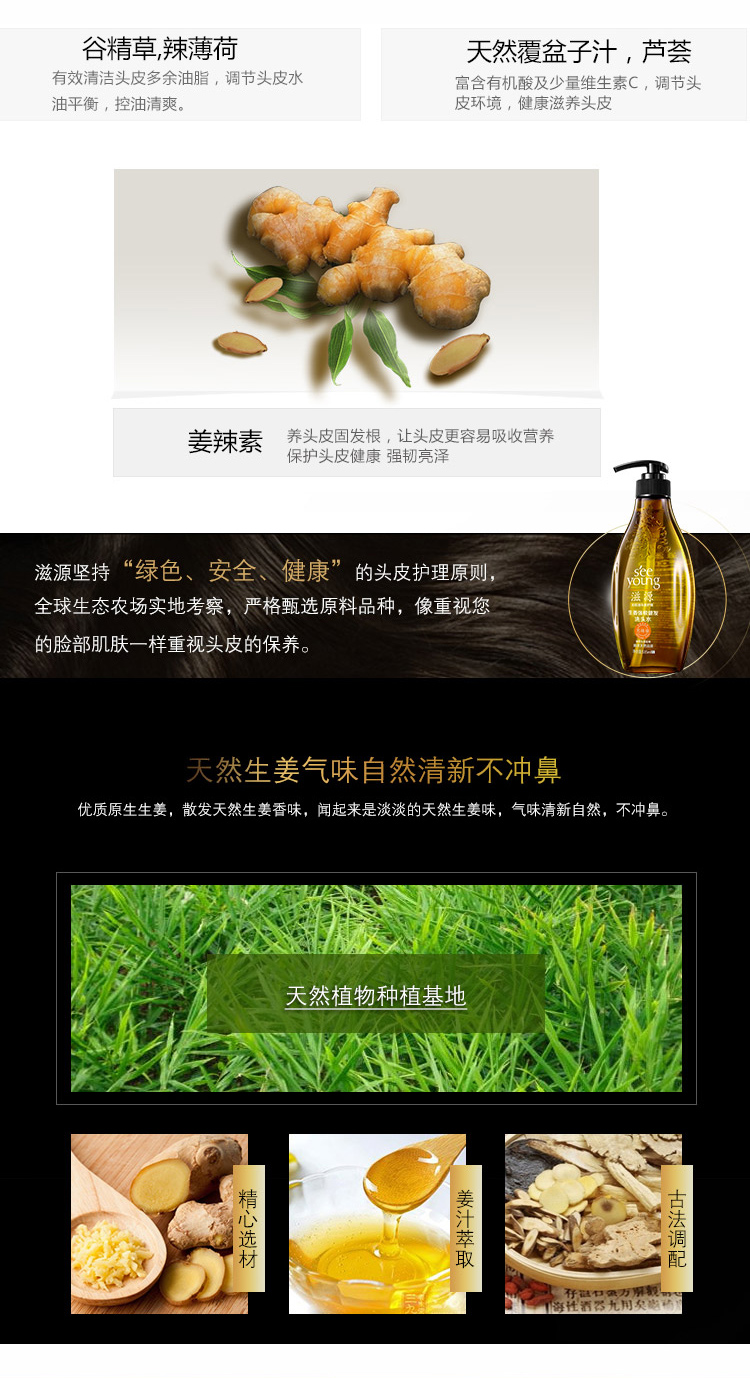 谷精草,辣薄荷
有效清洁头皮多余油脂，调节头皮水
油平衡，控油清爽。
天然覆盆子汁，芦荟
富含有机酸及少量维生素C，调节头
皮环境，健康滋养头皮
姜辣素
养头皮固发根，让头皮更容易吸收营养
保护头皮健康 强韧亮泽
滋源坚持“绿色、安全、健康”的头皮护理原则，
全球生态农场实地考察，严格甄选原料品种，像重视您
的脸部肌肤一样重视头皮的保养。
see
young
滋源
洗头水
天然生姜气味自然清新不冲鼻
优质原生生姜，散发天然生姜香味，闻起来是淡淡的天然生姜味，气味清新自然，不冲鼻。
天然植物种植基地
精心选材
姜汁萃取
古法调配